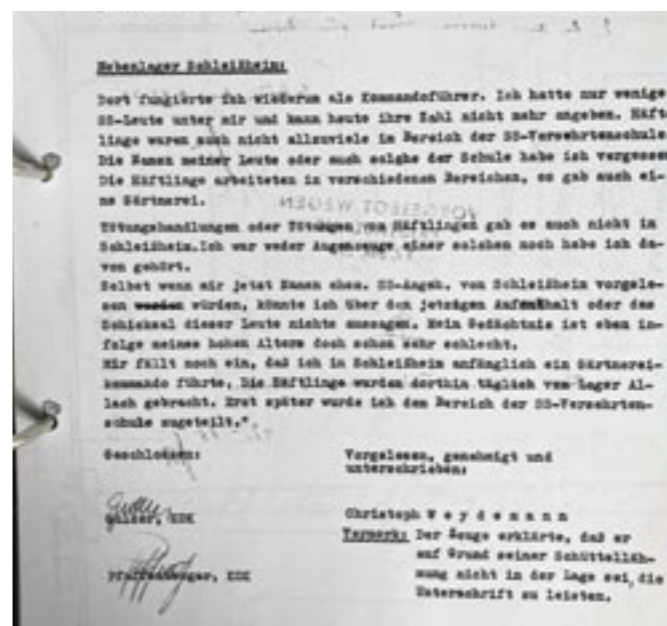 Nebenlager Schleißheim:
Dort fungierte ich wiederum als Kommandoführer. Ich hatte nur wenige
SS-Leute unter mir und kann heute ihre Zahl nicht mehr angeben. Häft-
linge waren auch nicht allzuviele im Bereich der SS-Versehrtenschule
Die Namen meiner Leute oder auch solche der Schule habe ich vergessen
Die Häftlinge arbeiteten in verschiedenen Bereichen, es gab auch ei-
ne Gärtnerei.
VORGELEGT WEGEN
Tötungshandlungen oder Tötungen von Häftlingen gab es auch nicht in
Schleißheim.Ich war weder Augenzeuge einer solchen noch habe ich da-
von gehört.
Selbst wenn mir jetzt Namen ehem. SS-Angeh. von Schleißheim vorgele-
sen werden würden, könnte ich über den jetzigen Aufenthalt oder das
Schicksal dieser Leute nichts aussagen. Mein Gedächtnis ist eben in-
folge meines hohen Alters doch schon sehr schlecht.
Mir fällt noch ein, daß ich in Schleißheim anfänglich ein Gärtnerei-
kommando führte. Die Häftlinge wurden dorthin täglich vom Lager Al-
lach gebracht. Erst später wurde ich dem Bereich der SS-Versehrten-
schule zugeteilt."
Geschlossen:
Vorgelesen, genehmigt und
unterschrieben:
KOK
Christoph W e y d e m a n n
Vermerk: Der Zeuge erklärte, daß er
auf Grund seiner Schüttelläh-
mung nicht in der Lage sei, die
Unterschrift zu leisten.
Pfaffenberger, KOK